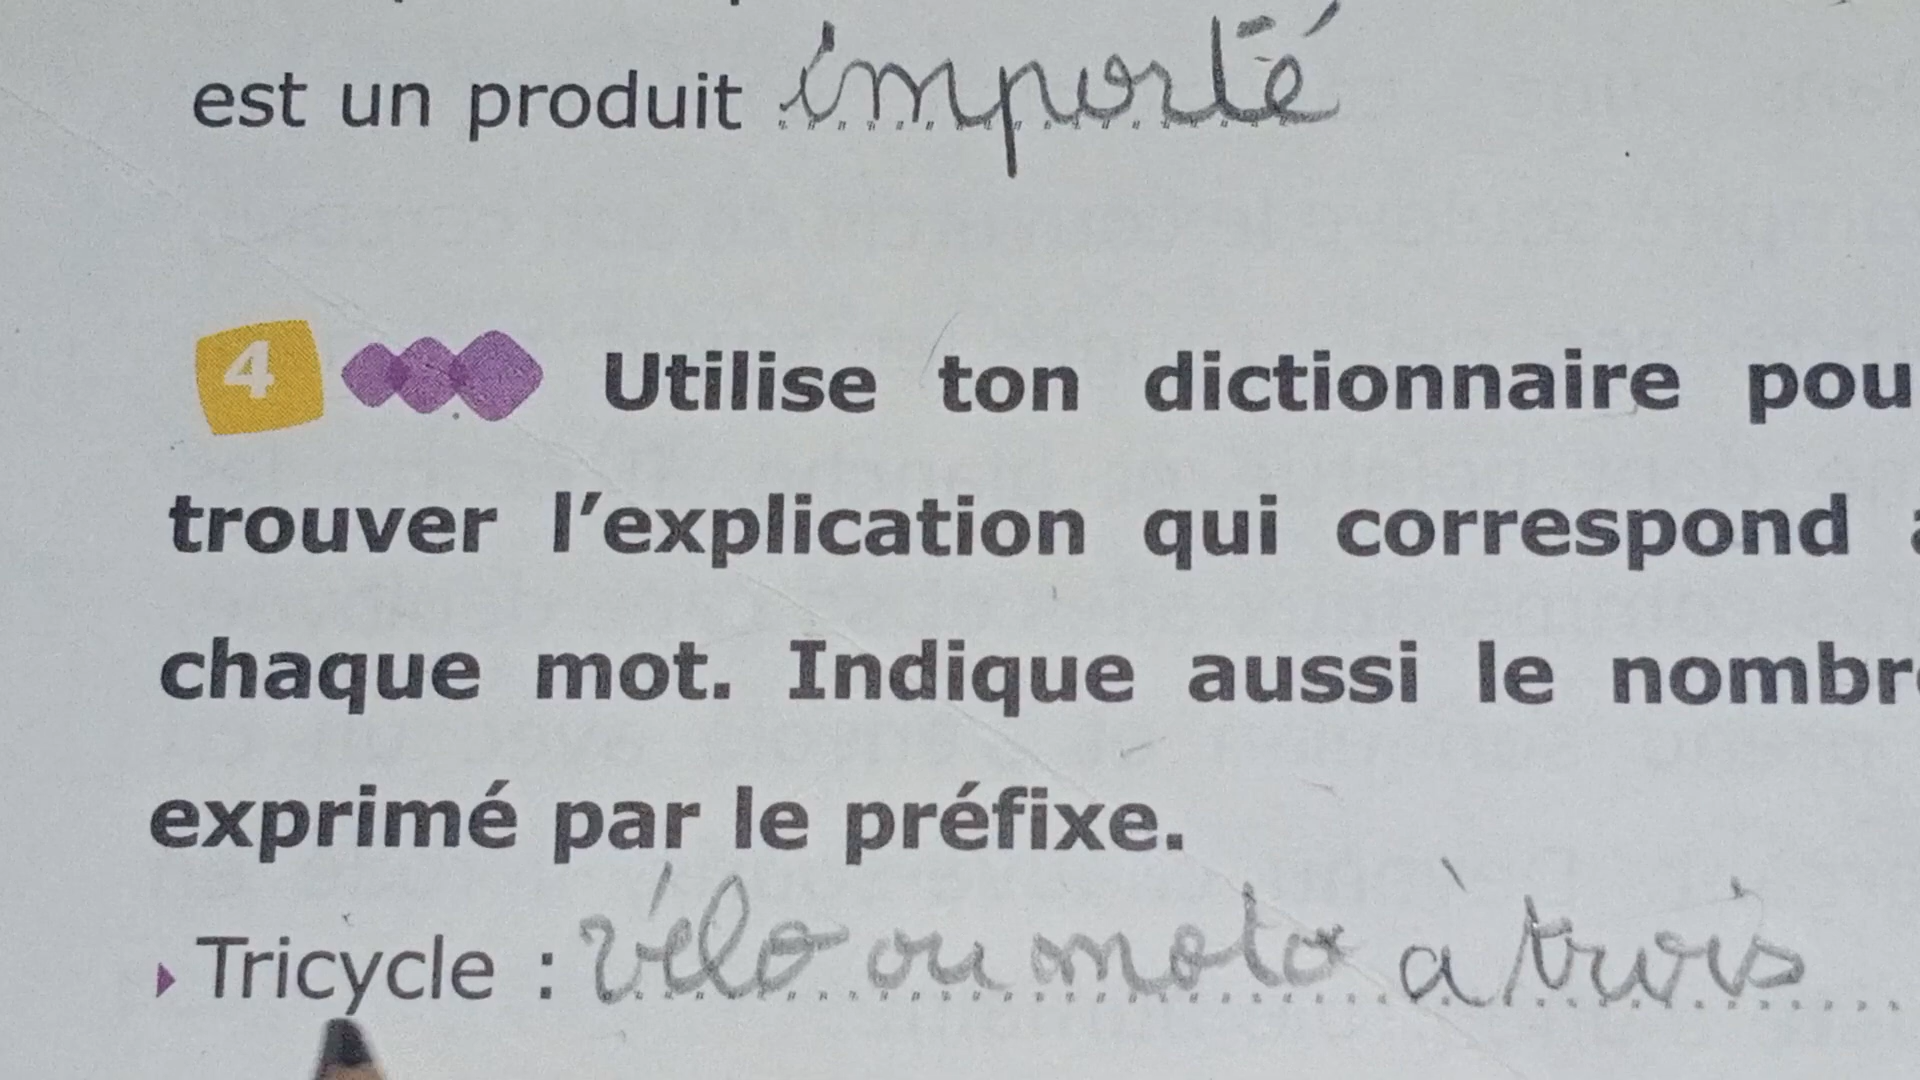 est un produit importé
4 Utilise ton dictionnaire pou
trouver l'explication qui correspond
chaque mot. Indique aussi le nombr
exprimé par le préfixe.
Tricycle : vélo ou moto à trois